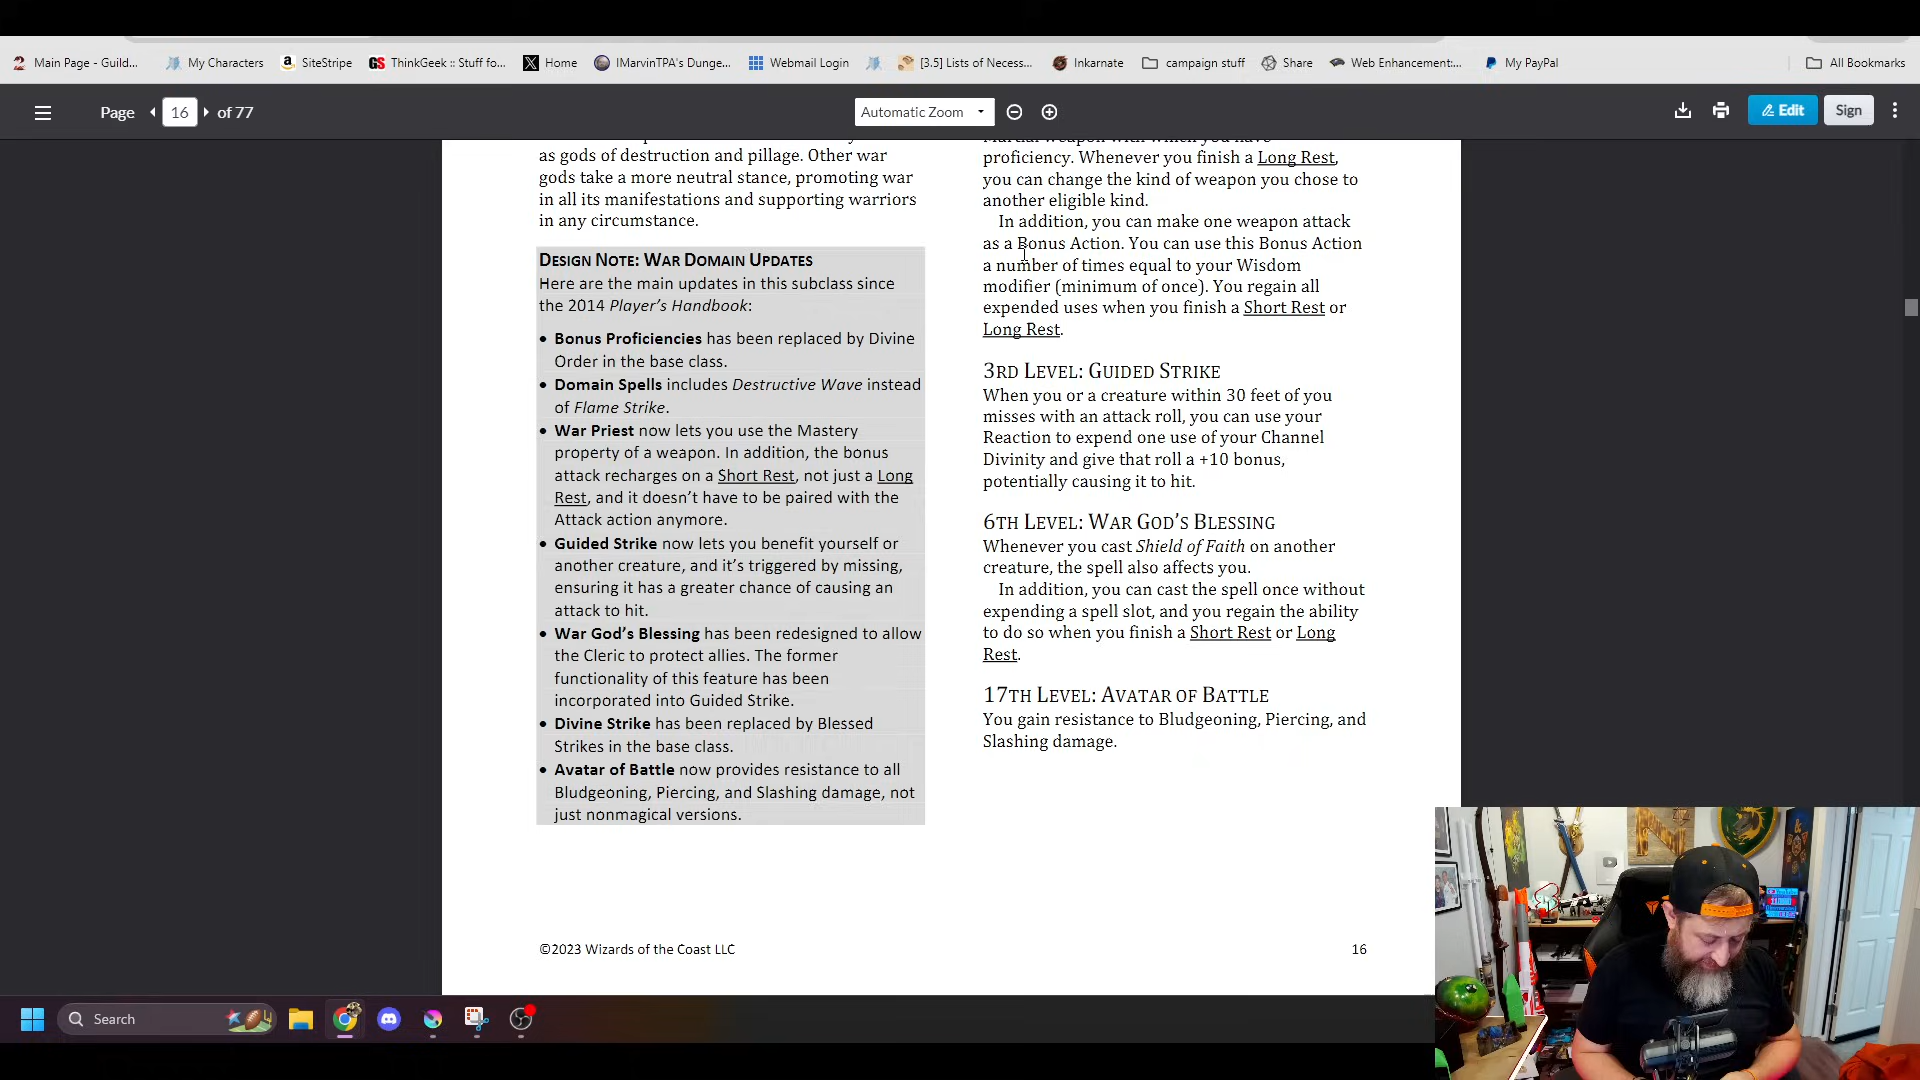 Main Page - Guild...
My Characters
SiteStripe
ThinkGeek :: Stuff fo...
Home
IMarvinTPA's Dunge...
Webmail Login
[3.5] Lists of Necess...
Inkarnate
campaign stuff
Share
Web Enhancement:...
My PayPal
All Bookmarks
Page 16 of 77
Automatic Zoom
Edit
Sign
as gods of destruction and pillage. Other war
gods take a more neutral stance, promoting war
in all its manifestations and supporting warriors
in any circumstance.
DESIGN NOTE: WAR DOMAIN UPDATES
Here are the main updates in this subclass since
the 2014 Player's Handbook:
• Bonus Proficiencies has been replaced by Divine
Order in the base class.
• Domain Spells includes Destructive Wave instead
of Flame Strike.
• War Priest now lets you use the Mastery
property of a weapon. In addition, the bonus
attack recharges on a Short Rest, not just a Long
Rest, and it doesn't have to be paired with the
Attack action anymore.
• Guided Strike now lets you benefit yourself or
another creature, and it's triggered by missing,
ensuring it has a greater chance of causing an
attack to hit.
• War God's Blessing has been redesigned to allow
the Cleric to protect allies. The former
functionality of this feature has been
incorporated into Guided Strike.
• Divine Strike has been replaced by Blessed
Strikes in the base class.
• Avatar of Battle now provides resistance to all
Bludgeoning, Piercing, and Slashing damage, not
just nonmagical versions.
Martial weapon with which you have
proficiency. Whenever you finish a Long Rest,
you can change the kind of weapon you chose to
another eligible kind.
In addition, you can make one weapon attack
as a Bonus Action. You can use this Bonus Action
a number of times equal to your Wisdom
modifier (minimum of once). You regain all
expended uses when you finish a Short Rest or
Long Rest.
3RD LEVEL: GUIDED STRIKE
When you or a creature within 30 feet of you
misses with an attack roll, you can use your
Reaction to expend one use of your Channel
Divinity and give that roll a +10 bonus,
potentially causing it to hit.
6TH LEVEL: WAR GOD'S BLESSING
Whenever you cast Shield of Faith on another
creature, the spell also affects you.
In addition, you can cast the spell once without
expending a spell slot, and you regain the ability
to do so when you finish a Short Rest or Long
Rest.
17TH LEVEL: AVATAR OF BATTLE
You gain resistance to Bludgeoning, Piercing, and
Slashing damage.
©2023 Wizards of the Coast LLC
16
Search